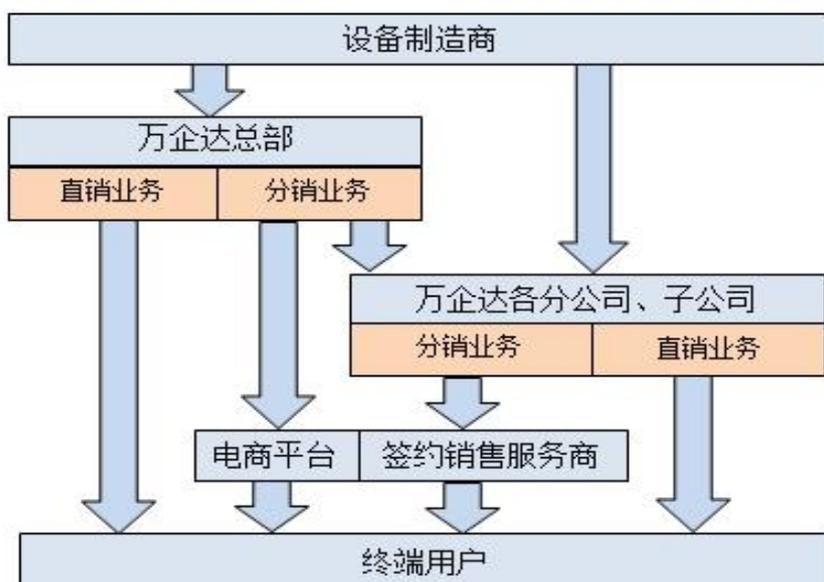 设备制造商
万企达总部
直销业务 分销业务
万企达各分公司、子公司
分销业务 直销业务
电商平台 签约销售服务商
终端用户